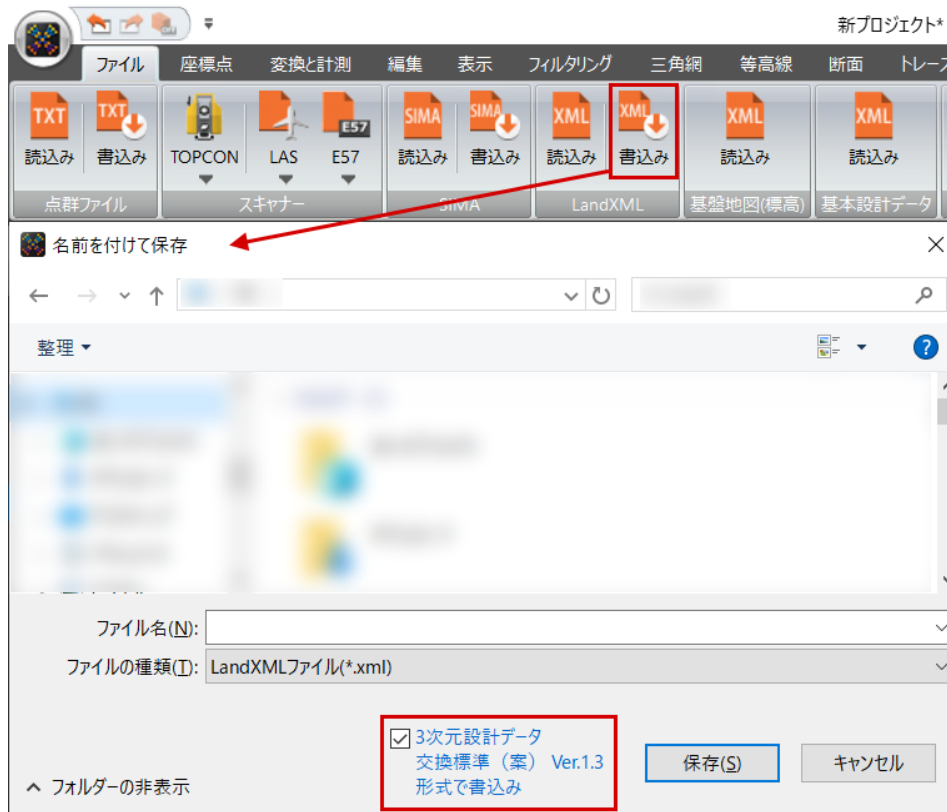 新プロジェクト*
ファイル 座標点 変換と計測 編集 表示 フィルタリング 三角網 等高線 断面 トレース
TXT TXT E57 SIMA SIMA XML XML XML XML
読込み 書込み TOPCON LAS E57 読込み 書込み 読込み 書込み 読込み 読込み
点群ファイル スキャナー SIMA LandXML 基盤地図(標高) 基本設計データ
名前を付けて保存
整理
ファイル名(N):
ファイルの種類(T): LandXMLファイル(*.xml)
3次元設計データ
交換標準（案） Ver.1.3
形式で書込み
保存(S) キャンセル
フォルダーの非表示